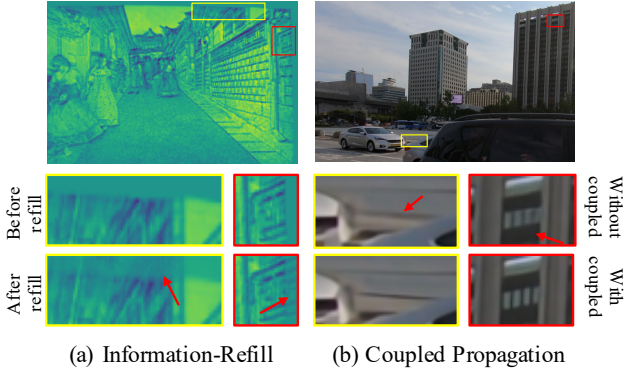 Before
refill
After
refill
Without
coupled
With
coupled
(a) Information-Refill
(b) Coupled Propagation